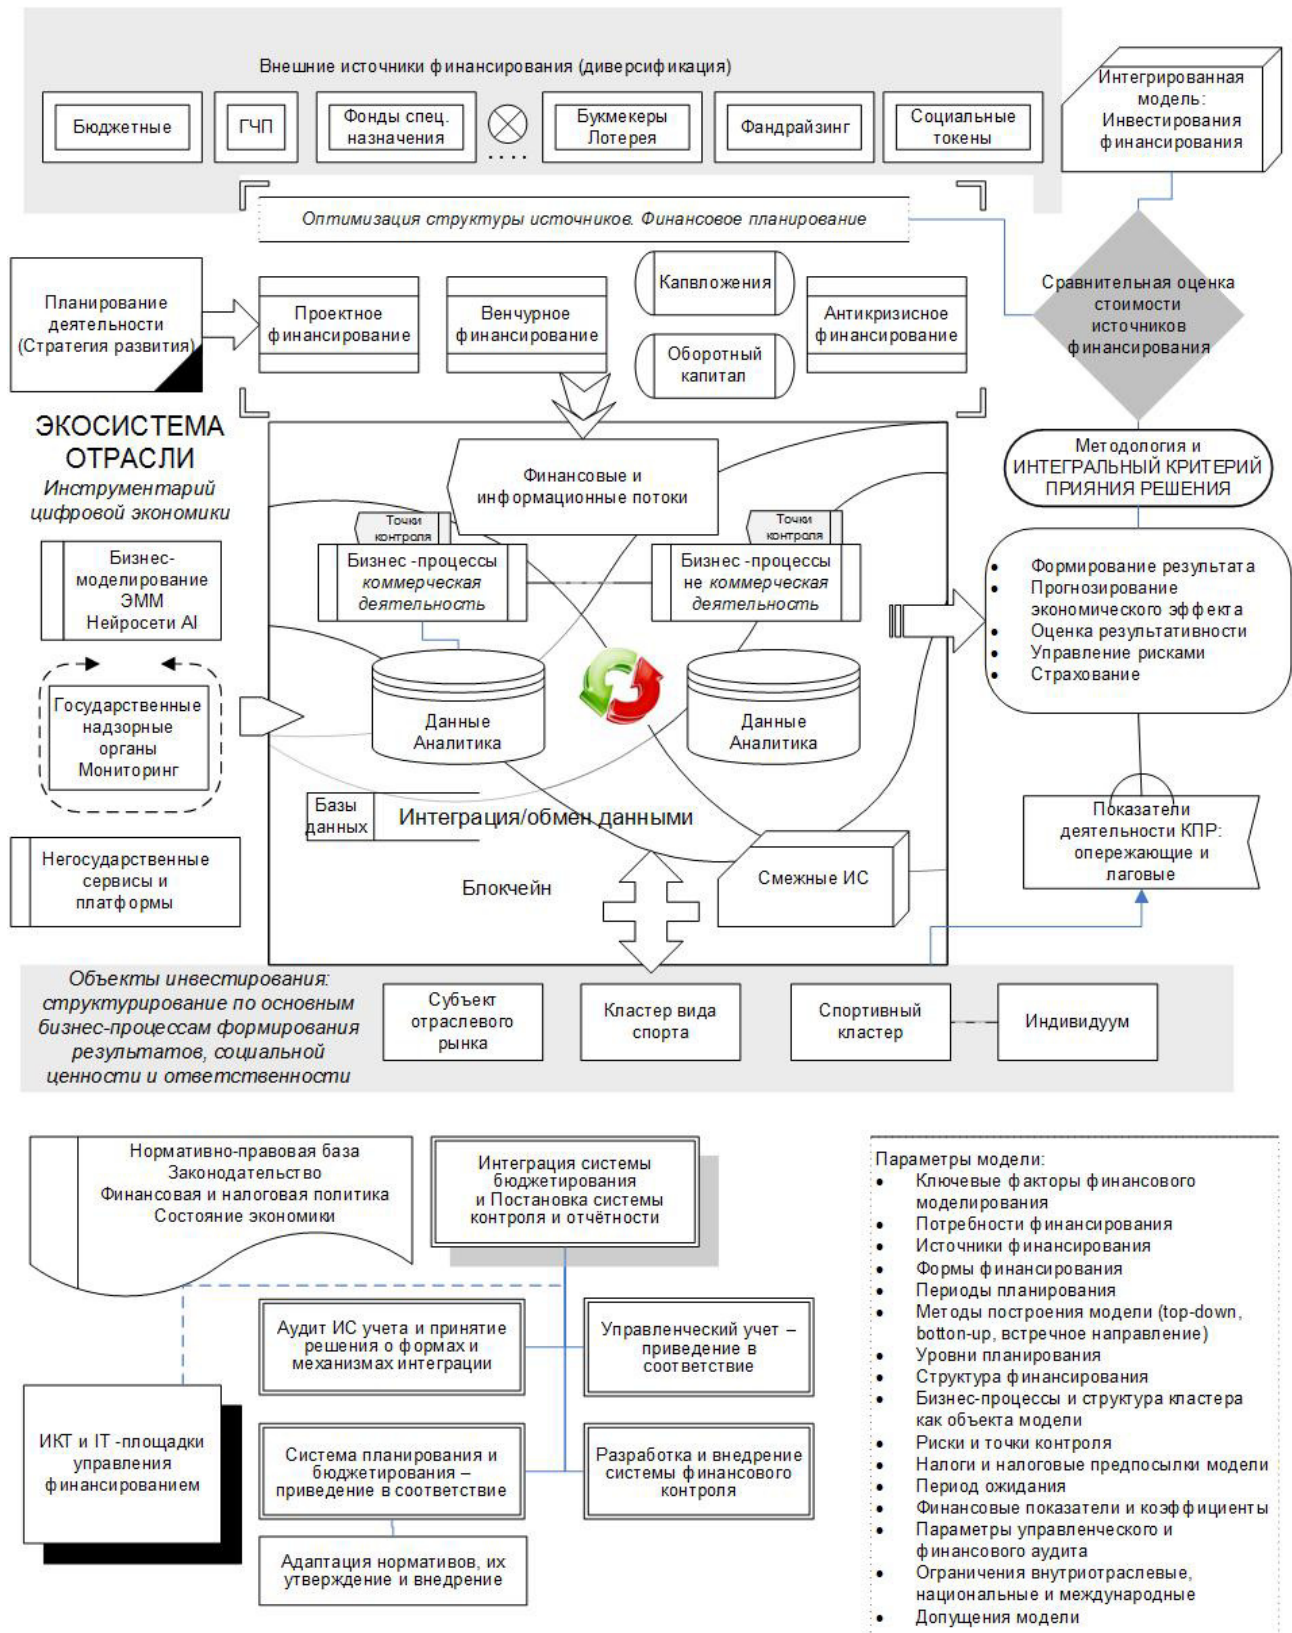 Внешние источники финансирования (диверсификация)
Бюджетные
ГЧП
Фонды спец.
назначения
....
Букмекеры
Лотерея
Фандрайзинг
Социальные
токены
Интегрированная
модель:
Инвестирования
финансирования
Оптимизация структуры источников. Финансовое планирование
Планирование
деятельности
(Стратегия развития)
Проектное
финансирование
Венчурное
финансирование
Капвложения
Оборотный
капитал
Антикризисное
финансирование
Сравнительная оценка
стоимости
источников
финансирования
ЭКОСИСТЕМА
ОТРАСЛИ
Инструментарий
цифровой экономики
Бизнес-
моделирование
ЭММ
Нейросети AI
Государственные
надзорные
органы
Мониторинг
Негосударственные
сервисы и
платформы
Финансовые и
информационные потоки
Точки
контроля
Бизнес -процессы
коммерческая
деятельность
Точки
контроля
Бизнес -процессы
не коммерческая
деятельность
Данные
Аналитика
Данные
Аналитика
Базы
данных
Интеграция/обмен данными
Блокчейн
Смежные ИС
Методология и
ИНТЕГРАЛЬНЫЙ КРИТЕРИЙ
ПРИЯНИЯ РЕШЕНИЯ
• Формирование результата
• Прогнозирование
экономического эффекта
• Оценка результативности
• Управление рисками
• Страхование
Показатели
деятельности КПР:
опережающие и
лаговые
Объекты инвестирования:
структурирование по основным
бизнес-процессам формирования
результатов, социальной
ценности и ответственности
Субъект
отраслевого
рынка
Кластер вида
спорта
Спортивный
кластер
Индивидуум
Нормативно-правовая база
Законодательство
Финансовая и налоговая политика
Состояние экономики
Интеграция системы
бюджетирования
и Постановка системы
контроля и отчётности
Аудит ИС учета и принятие
решения о формах и
механизмах интеграции
Управленческий учет –
приведение в
соответствие
ИКТ и IT -площадки
управления
финансированием
Система планирования и
бюджетирования –
приведение в соответствие
Разработка и внедрение
системы финансового
контроля
Адаптация нормативов, их
утверждение и внедрение
Параметры модели:
• Ключевые факторы финансового
моделирования
• Потребности финансирования
• Источники финансирования
• Формы финансирования
• Периоды планирования
• Методы построения модели (top-down,
botton-up, встречное направление)
• Уровни планирования
• Структура финансирования
• Бизнес-процессы и структура кластера
как объекта модели
• Риски и точки контроля
• Налоги и налоговые предпосылки модели
• Период ожидания
• Финансовые показатели и коэффициенты
• Параметры управленческого и
финансового аудита
• Ограничения внутриотраслевые,
национальные и международные
• Допущения модели